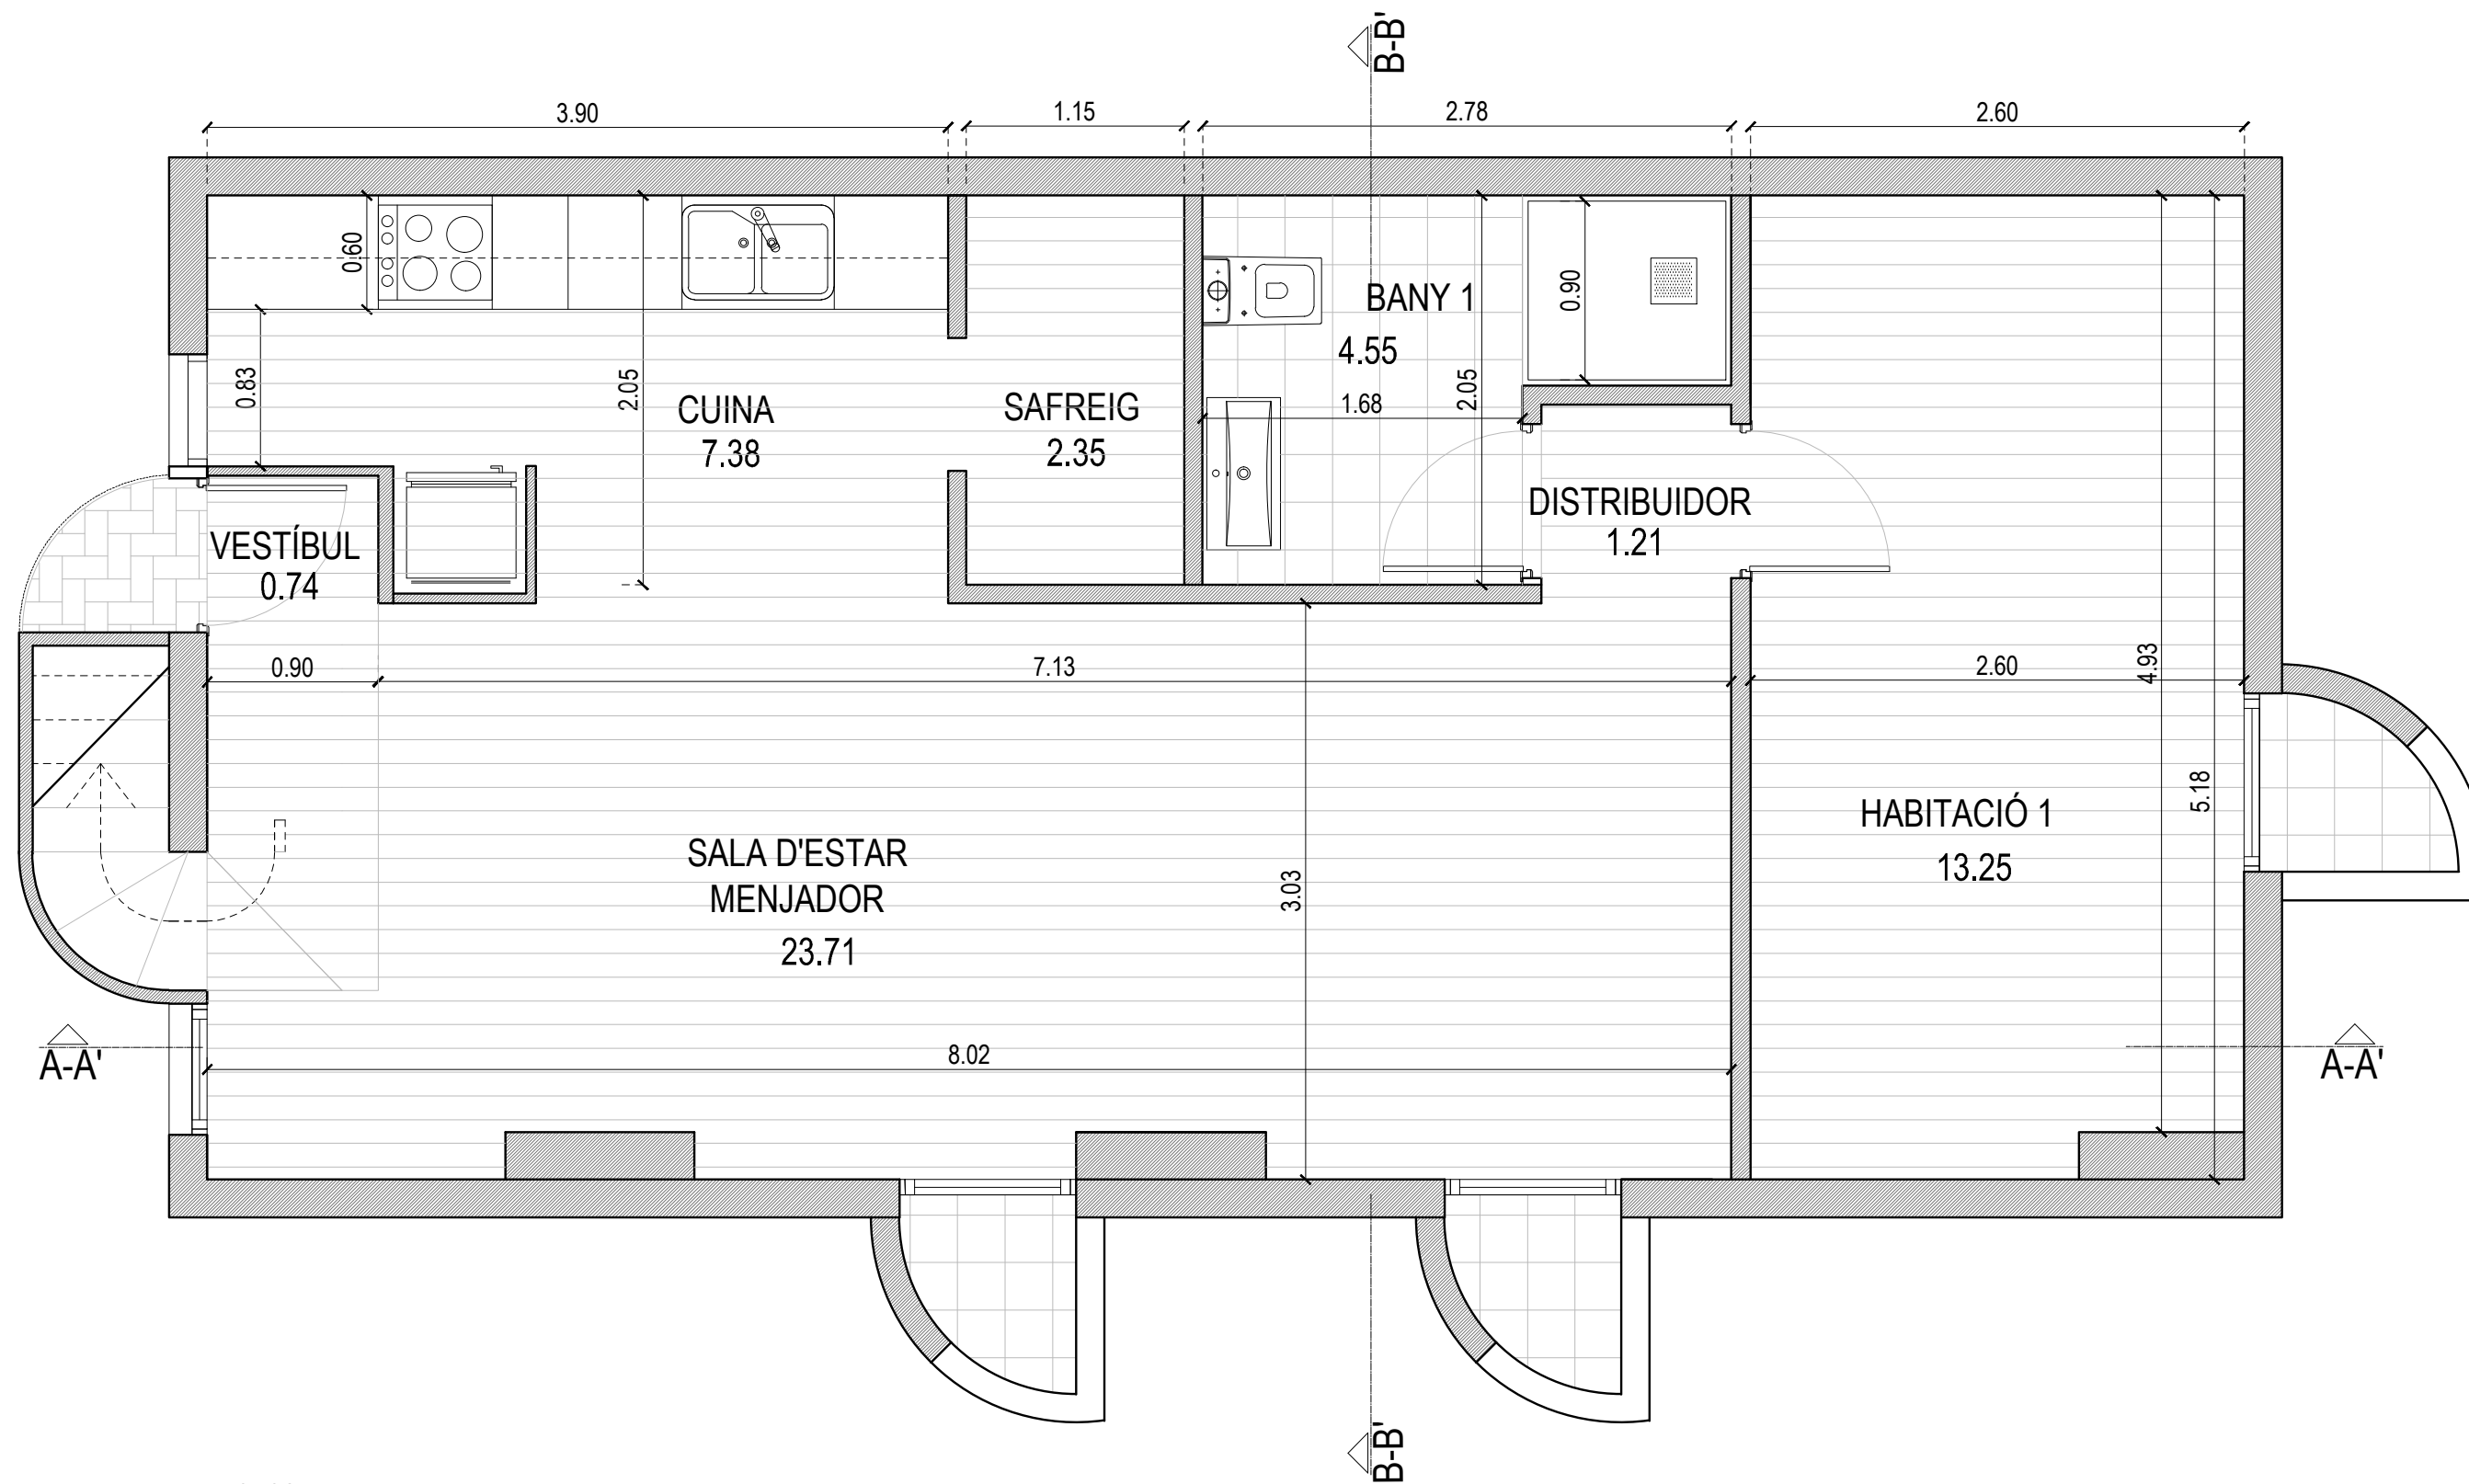 B-B'
3.90
1.15
2.78
2.60
0.60
0.90
BANY 1
4.55
0.83
2.05
CUINA
7.38
SAFREIG
2.35
1.68
2.05
DISTRIBUIDOR
1.21
VESTÍBUL
0.74
0.90
7.13
2.60
4.93
5.18
SALA D'ESTAR
MENJADOR
23.71
3.03
HABITACIÓ 1
13.25
A-A'
8.02
A-A'
B-B'